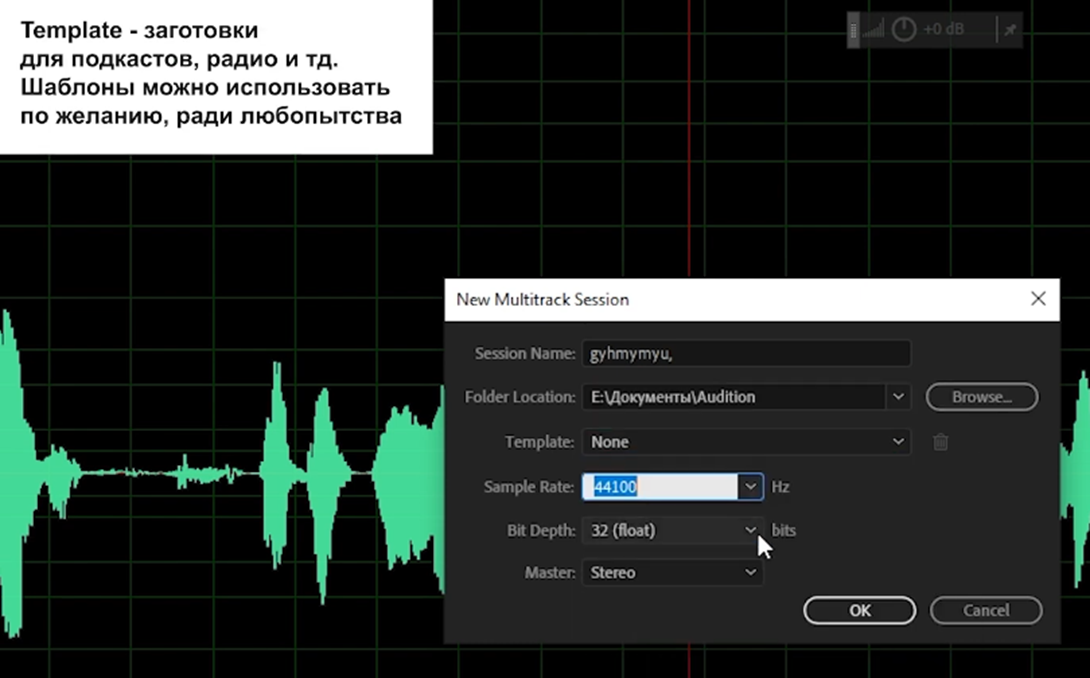 Template - заготовки
для подкастов, радио и тд.
Шаблоны можно использовать
по желанию, ради любопытства
+0 dB
New Multitrack Session
Session Name: gyhmymyu,
Folder Location: E:\Документы\Audition Browse...
Template: None
Sample Rate: 44100 Hz
Bit Depth: 32 (float) bits
Master: Stereo
OK Cancel